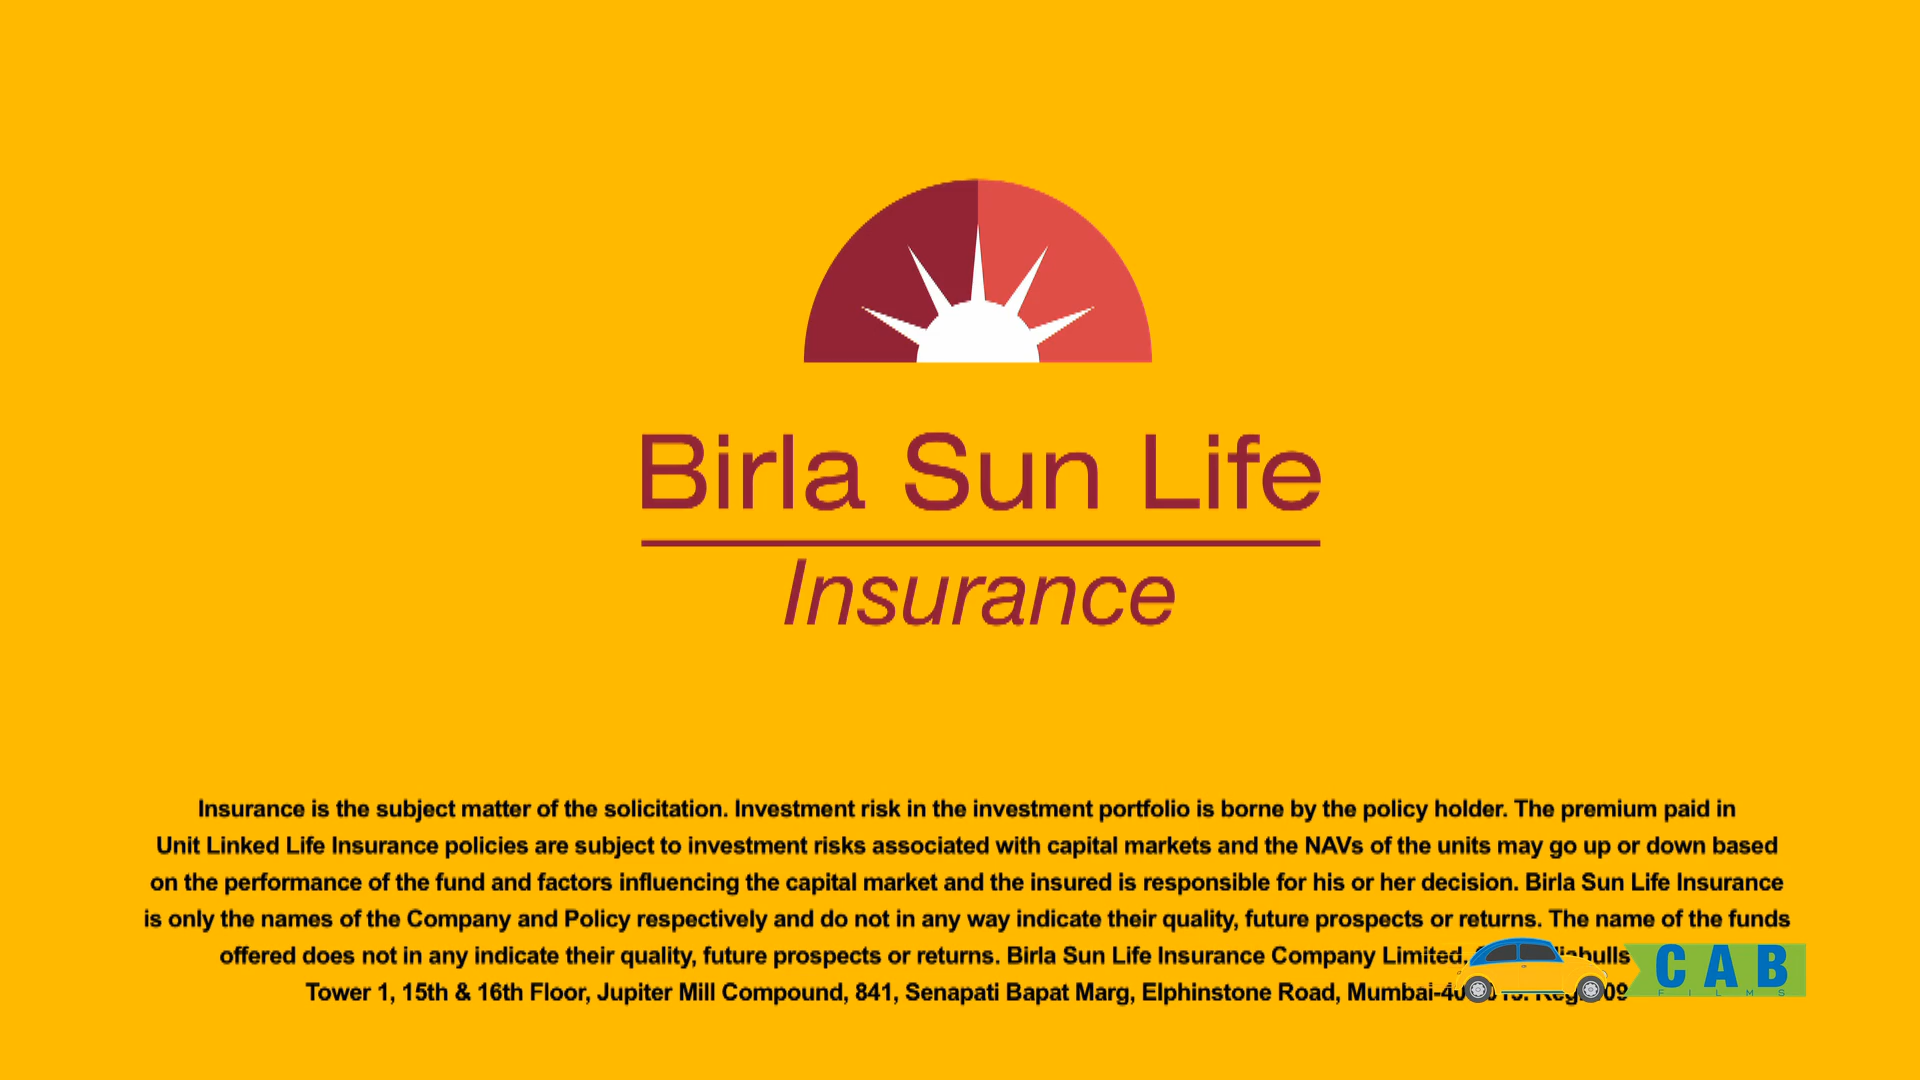 Birla Sun Life
Insurance
Insurance is the subject matter of the solicitation. Investment risk in the investment portfolio is borne by the policy holder. The premium paid in
Unit Linked Life Insurance policies are subject to investment risks associated with capital markets and the NAVs of the units may go up or down based
on the performance of the fund and factors influencing the capital market and the insured is responsible for his or her decision. Birla Sun Life Insurance
is only the names of the Company and Policy respectively and do not in any way indicate their quality, future prospects or returns. The name of the funds
offered does not in any indicate their quality, future prospects or returns. Birla Sun Life Insurance Company Limited,
Tower 1, 15th & 16th Floor, Jupiter Mill Compound, 841, Senapati Bapat Marg, Elphinstone Road,
CAB
FILMS